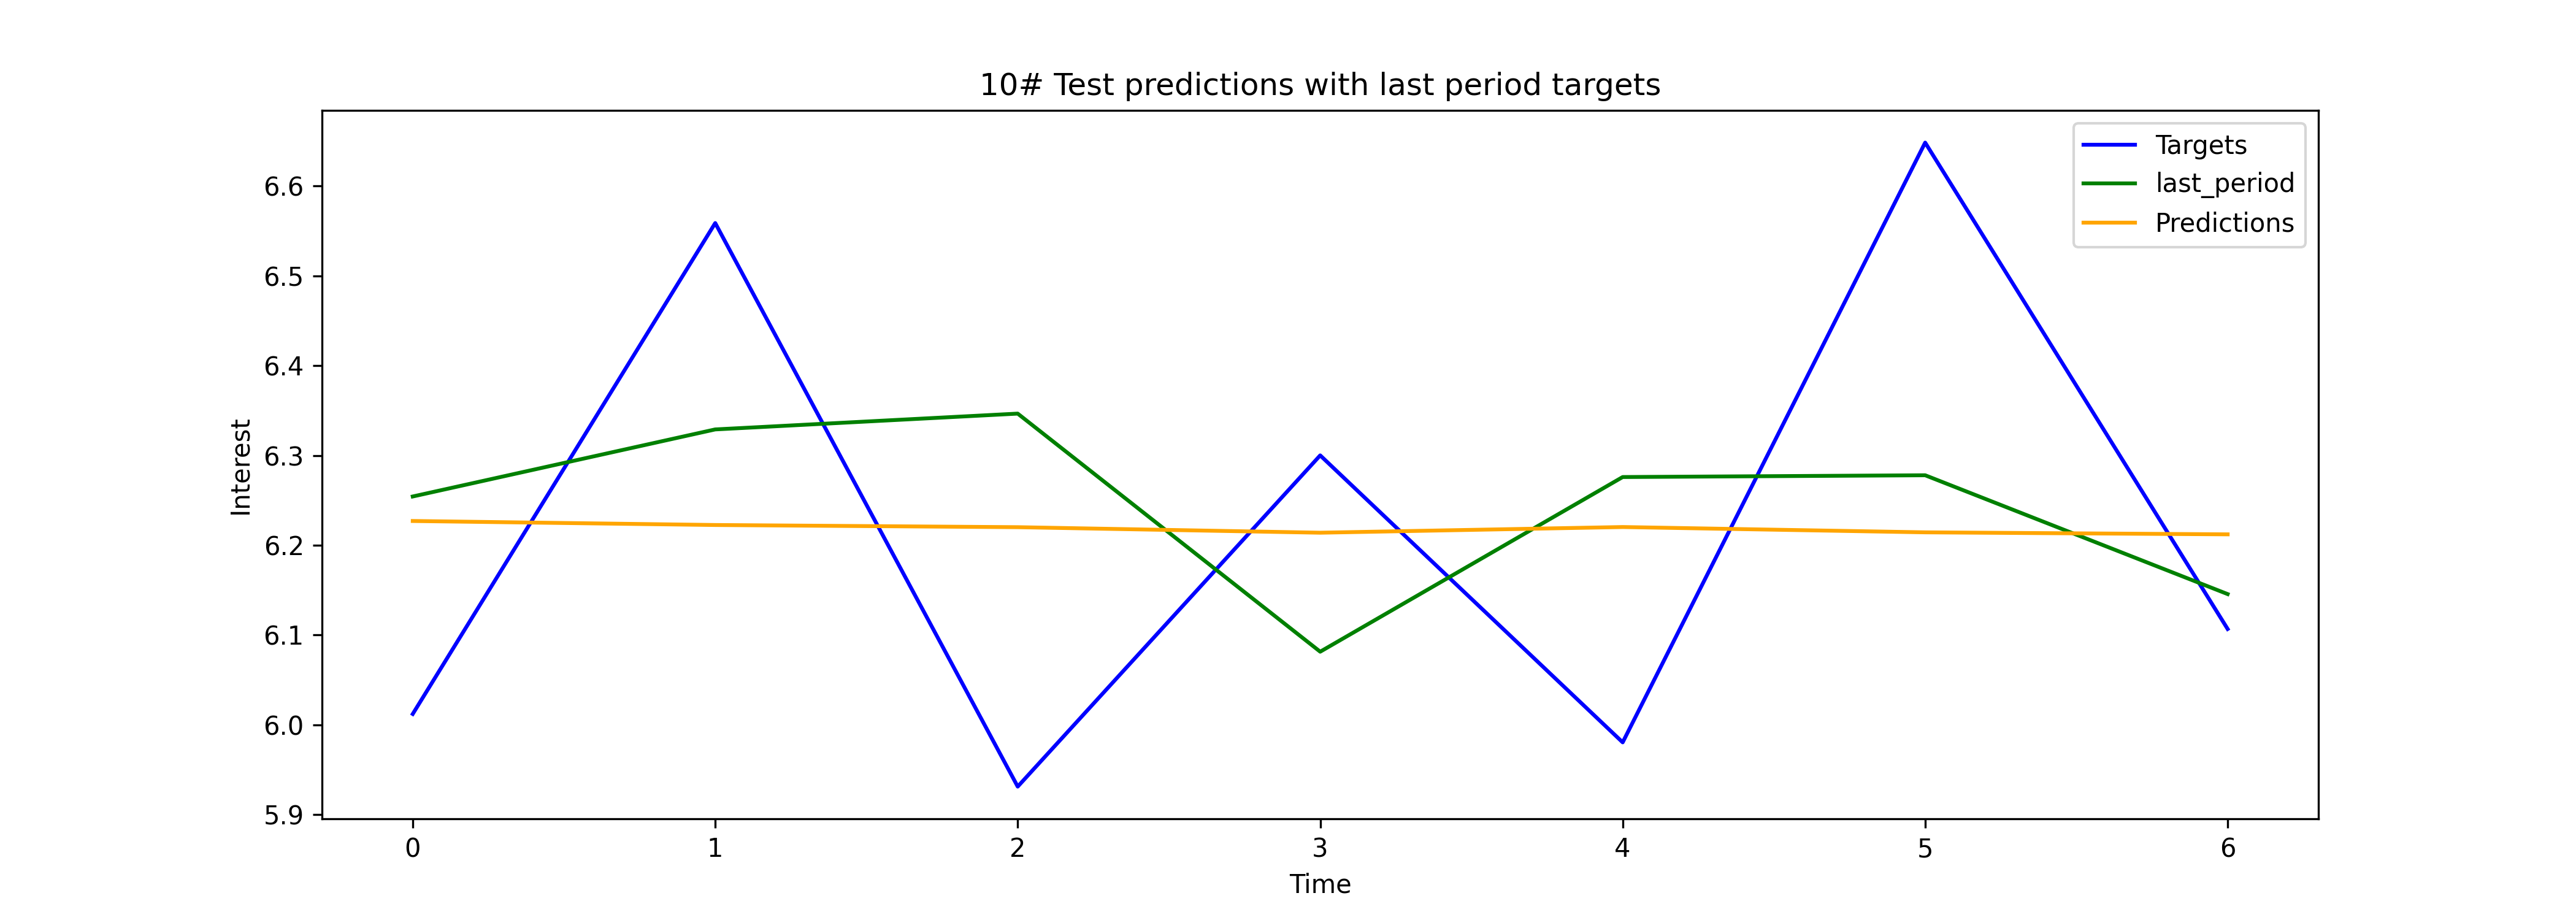 10# Test predictions with last period targets
Targets
last_period
Predictions
6.6
6.5
6.4
6.3
6.2
6.1
6.0
5.9
Interest
0 1 2 3 4 5 6
Time